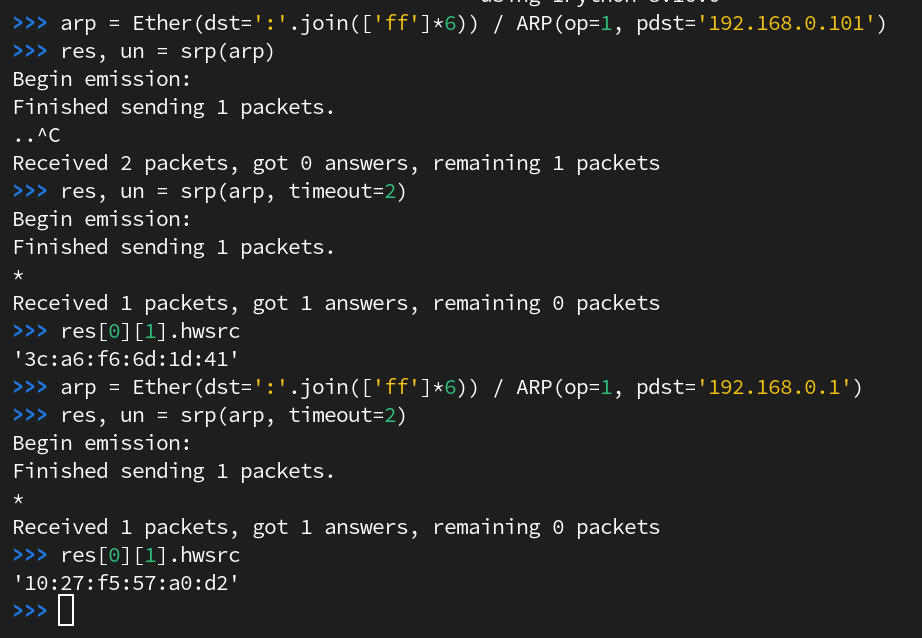 >>> arp = Ether(dst=':'.join(['ff']*6)) / ARP(op=1, pdst='192.168.0.101')
>>> res, un = srp(arp)
Begin emission:
Finished sending 1 packets.
..^C
Received 2 packets, got 0 answers, remaining 1 packets
>>> res, un = srp(arp, timeout=2)
Begin emission:
Finished sending 1 packets.
*
Received 1 packets, got 1 answers, remaining 0 packets
>>> res[0][1].hwsrc
'3c:a6:f6:6d:1d:41'
>>> arp = Ether(dst=':'.join(['ff']*6)) / ARP(op=1, pdst='192.168.0.1')
>>> res, un = srp(arp, timeout=2)
Begin emission:
Finished sending 1 packets.
*
Received 1 packets, got 1 answers, remaining 0 packets
>>> res[0][1].hwsrc
'10:27:f5:57:a0:d2'
>>>